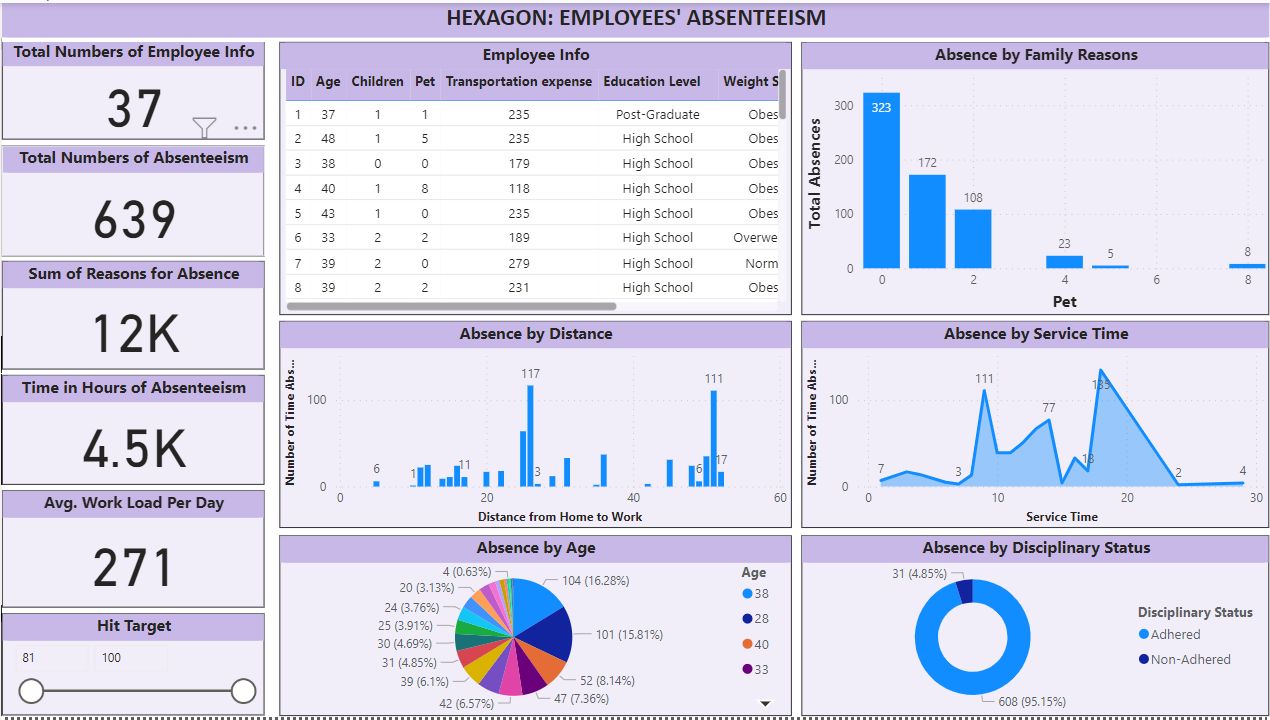 HEXAGON: EMPLOYEES' ABSENTEEISM
Total Numbers of Employee Info
37
Total Numbers of Absenteeism
639
Sum of Reasons for Absence
12K
Time in Hours of Absenteeism
4.5K
Avg. Work Load Per Day
271
Hit Target
81 100
Employee Info
ID Age Children Pet Transportation expense Education Level Weight S
1 37 1 1 235 Post-Graduate Obes
2 48 1 5 235 High School Obes
3 38 0 0 179 High School Obes
4 40 1 8 118 High School Obes
5 43 1 0 235 High School Obes
6 33 2 2 189 High School Overwe
7 39 2 0 279 High School Norm
8 39 2 2 231 High School Obes
Absence by Family Reasons
Total Absences
300
200
100
0
323
172
108
23
5
8
0 2 4 6 8
Pet
Absence by Distance
Number of Time Abs...
100
0
6
1
11
117
3
6
111
17
0 20 40 60
Distance from Home to Work
Absence by Service Time
Number of Time Abs...
100
0
7
3
111
77
18
135
2
4
0 10 20 30
Service Time
Absence by Age
104 (16.28%)
101 (15.81%)
52 (8.14%)
47 (7.36%)
42 (6.57%)
39 (6.1%)
31 (4.85%)
30 (4.69%)
25 (3.91%)
24 (3.76%)
20 (3.13%)
4 (0.63%)
Age
38
28
40
33
Absence by Disciplinary Status
31 (4.85%)
608 (95.15%)
Disciplinary Status
Adhered
Non-Adhered